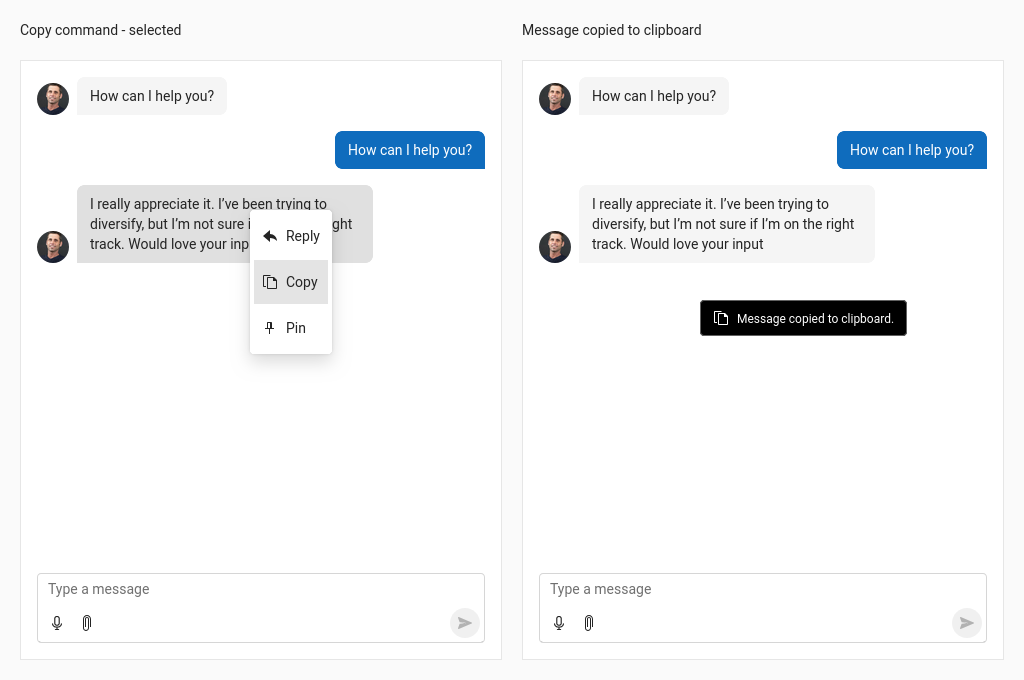 Copy command - selected
How can I help you?
How can I help you?
I really appreciate it. I’ve been trying to
diversify, but I’m not sure i ght
track. Would love your inp
Reply
Copy
Pin
Type a message
Message copied to clipboard
How can I help you?
How can I help you?
I really appreciate it. I’ve been trying to
diversify, but I’m not sure if I’m on the right
track. Would love your input
Message copied to clipboard.
Type a message